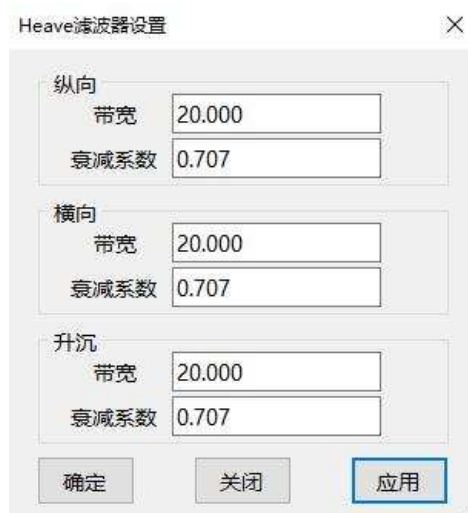 Heave滤波器设置
纵向
带宽 20.000
衰减系数 0.707
横向
带宽 20.000
衰减系数 0.707
升沉
带宽 20.000
衰减系数 0.707
确定 关闭 应用